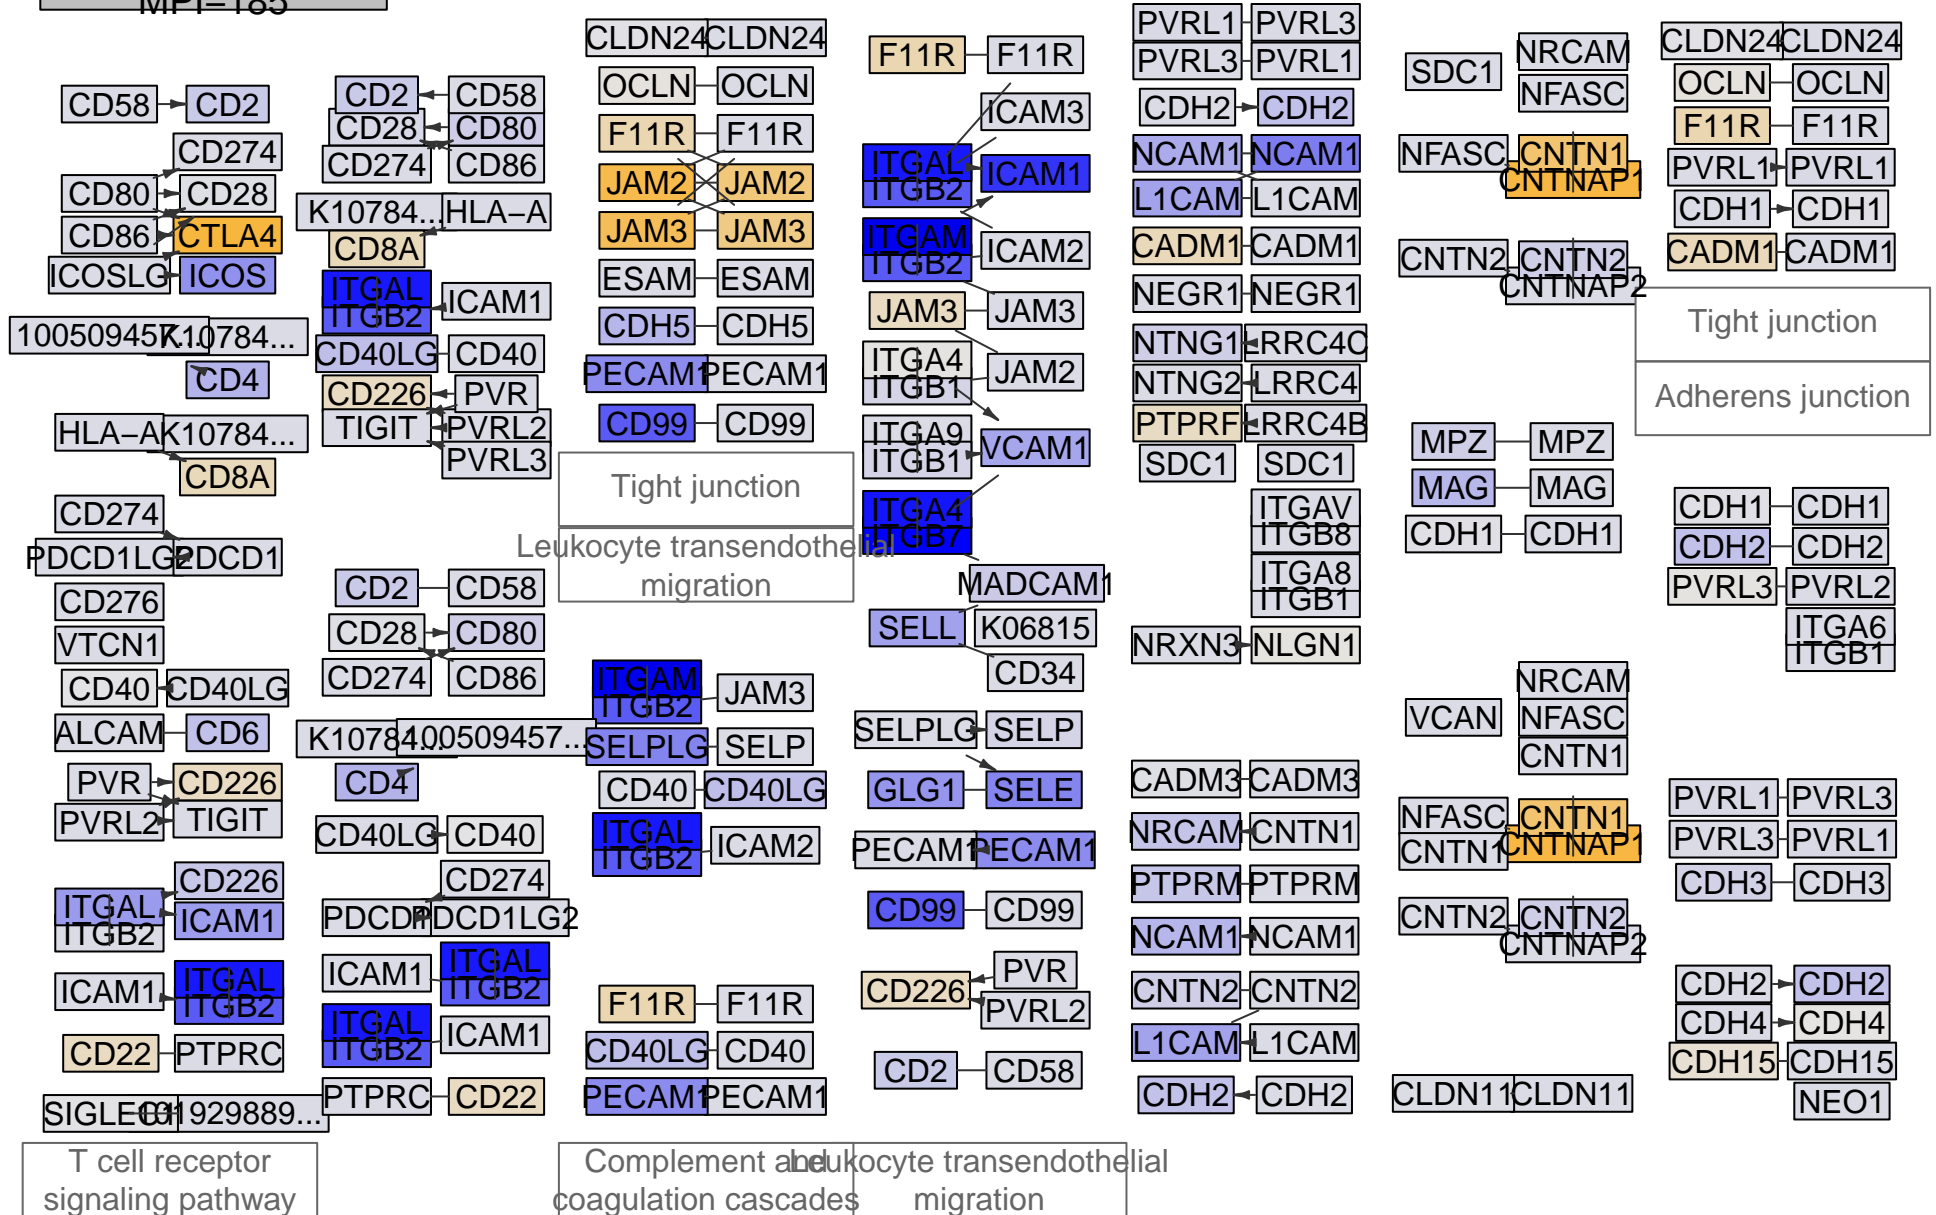 MPI−185
CD58
CD2
CD274
CD80
CD28
CD86
CTLA4
ICOSLG
ICOS
100509457...
K10784...
CD4
HLA−A
K10784...
CD8A
CD274
PDCD1LG2
PDCD1
CD276
VTCN1
CD40
CD40LG
ALCAM
CD6
PVR
CD226
PVRL2
TIGIT
CD226
ITGAL
ICAM1
ITGB2
ICAM1
ITGAL
ITGB2
CD22
PTPRC
T cell receptor
signaling pathway
CD2
CD58
CD28
CD80
CD274
CD86
K10784...
HLA−A
CD8A
ITGAL
ITGB2
ICAM1
CD40LG
CD40
CD226
PVR
TIGIT
PVRL2
PVRL3
CD2
CD58
CD28
CD80
CD274
CD86
K10784...
100509457...
CD4
CD40LG
CD40
CD274
PDCD1LG2
ICAM1
ITGAL
ITGB2
ITGAL
ITGB2
ICAM1
PTPRC
CD22
CLDN24
CLDN24
OCLN
OCLN
F11R
F11R
JAM2
JAM2
JAM3
JAM3
ESAM
ESAM
CDH5
CDH5
PECAM1
PECAM1
CD99
CD99
Tight junction
Leukocyte transendothelial
migration
ITGAM
ITGB2
JAM3
SELPLG
SELP
CD40
CD40LG
ITGAL
ITGB2
ICAM2
F11R
F11R
CD40LG
CD40
PECAM1
PECAM1
Complement and
coagulation cascades
F11R
F11R
ICAM3
ITGAL
ITGB2
ICAM1
ITGAM
ITGB2
ICAM2
JAM3
JAM3
ITGA4
ITGB1
JAM2
ITGA9
ITGB1
VCAM1
ITGA4
ITGB7
MADCAM1
SELL
K06815
CD34
SELPLG
SELP
GLG1
SELE
PECAM1
PECAM1
CD99
CD99
CD226
PVR
PVRL2
CD2
CD58
Leukocyte transendothelial
migration
PVRL1
PVRL3
PVRL3
PVRL1
CDH2
CDH2
NCAM1
NCAM1
L1CAM
L1CAM
CADM1
CADM1
NEGR1
NEGR1
NTNG1
LRRC4C
NTNG2
LRRC4
PTPRF
LRRC4B
SDC1
SDC1
ITGAV
ITGB8
ITGA8
ITGB1
NRXN3
NLGN1
CADM3
CADM3
NRCAM
CNTN1
PTPRM
PTPRM
NCAM1
NCAM1
CNTN2
CNTN2
L1CAM
L1CAM
CDH2
CDH2
SDC1
NRCAM
NFASC
NFASC
CNTN1
CNTNAP1
CNTN2
CNTN2
CNTNAP2
MPZ
MPZ
MAG
MAG
CDH1
CDH1
NRCAM
VCAN
NFASC
CNTN1
NFASC
CNTN1
CNTN1
CNTNAP1
CNTN2
CNTN2
CNTNAP2
CLDN11
CLDN11
CLDN24
CLDN24
OCLN
OCLN
F11R
F11R
PVRL1
PVRL1
CDH1
CDH1
CADM1
CADM1
Tight junction
Adherens junction
CDH1
CDH1
CDH2
CDH2
PVRL3
PVRL2
ITGA6
ITGB1
PVRL1
PVRL3
PVRL3
PVRL1
CDH3
CDH3
CDH2
CDH2
CDH4
CDH4
CDH15
CDH15
NEO1